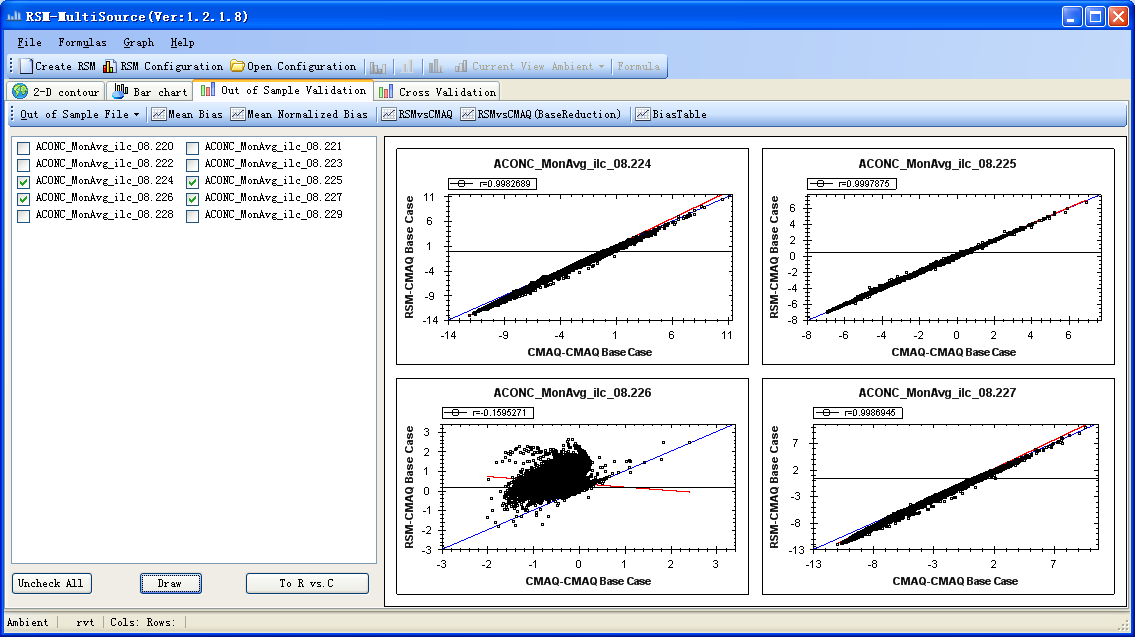 RSM-MultiSource(Ver:1.2.1.8)
File Formulas Graph Help
Create RSM RSM Configuration Open Configuration Current View Ambient Formula
2-D contour Bar chart Out of Sample Validation Cross Validation
Out of Sample File Mean Bias Mean Normalized Bias RSMvsCMAQ RSMvsCMAQ(BaseReduction) BiasTable
ACONC_MonAvg_ilc_08.220 ACONC_MonAvg_ilc_08.221
ACONC_MonAvg_ilc_08.222 ACONC_MonAvg_ilc_08.223
ACONC_MonAvg_ilc_08.224 ACONC_MonAvg_ilc_08.225
ACONC_MonAvg_ilc_08.226 ACONC_MonAvg_ilc_08.227
ACONC_MonAvg_ilc_08.228 ACONC_MonAvg_ilc_08.229
Uncheck All Draw To R vs.C
ACONC_MonAvg_ilc_08.224
r=0.9982689
RSM-CMAQ Base Case
11
6
1
-4
-9
-14
-14 -9 -4 1 6 11
CMAQ-CMAQ Base Case
ACONC_MonAvg_ilc_08.225
r=0.9997875
RSM-CMAQ Base Case
6
4
2
0
-2
-4
-6
-8
-8 -6 -4 -2 0 2 4 6
CMAQ-CMAQ Base Case
ACONC_MonAvg_ilc_08.226
r=-0.1595271
RSM-CMAQ Base Case
3
2
1
0
-1
-2
-3
-3 -2 -1 0 1 2 3
CMAQ-CMAQ Base Case
ACONC_MonAvg_ilc_08.227
r=0.9986945
RSM-CMAQ Base Case
7
2
-3
-8
-13
-13 -8 -3 2 7
CMAQ-CMAQ Base Case
Ambient rvt Cols: Rows: